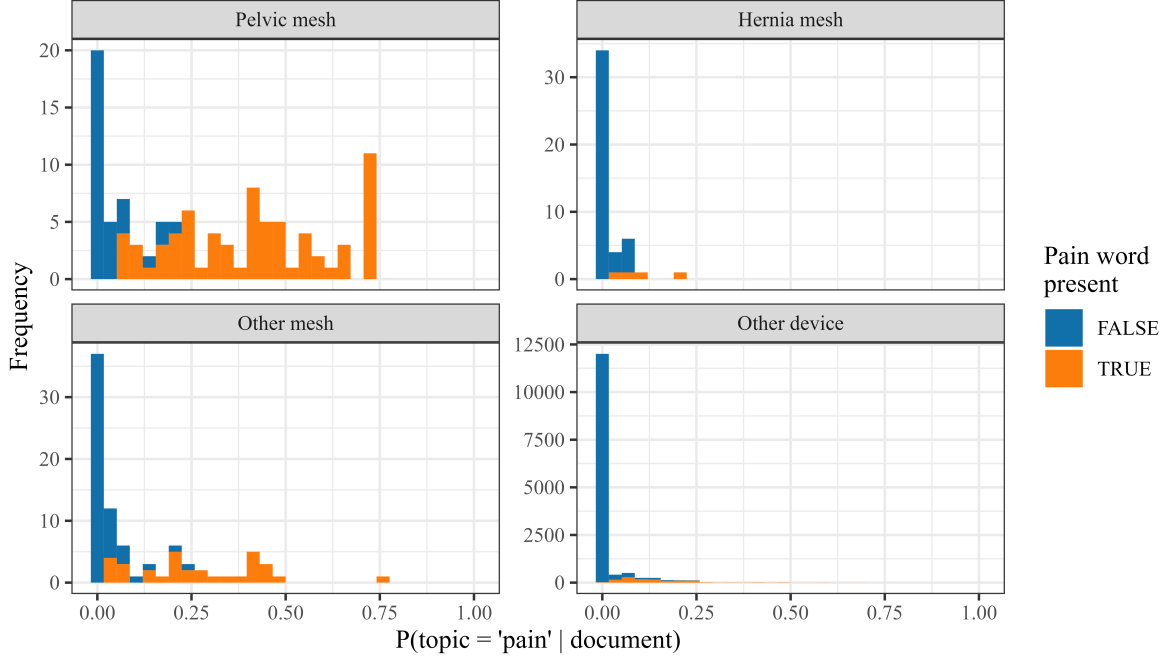 Pelvic mesh
Hernia mesh
20
15
10
5
0
30
20
10
0
Other mesh
Other device
30
20
10
0
12500
10000
7500
5000
2500
0
0.00 0.25 0.50 0.75 1.00
0.00 0.25 0.50 0.75 1.00
Frequency
P(topic = 'pain' | document)
Pain word
present
FALSE
TRUE